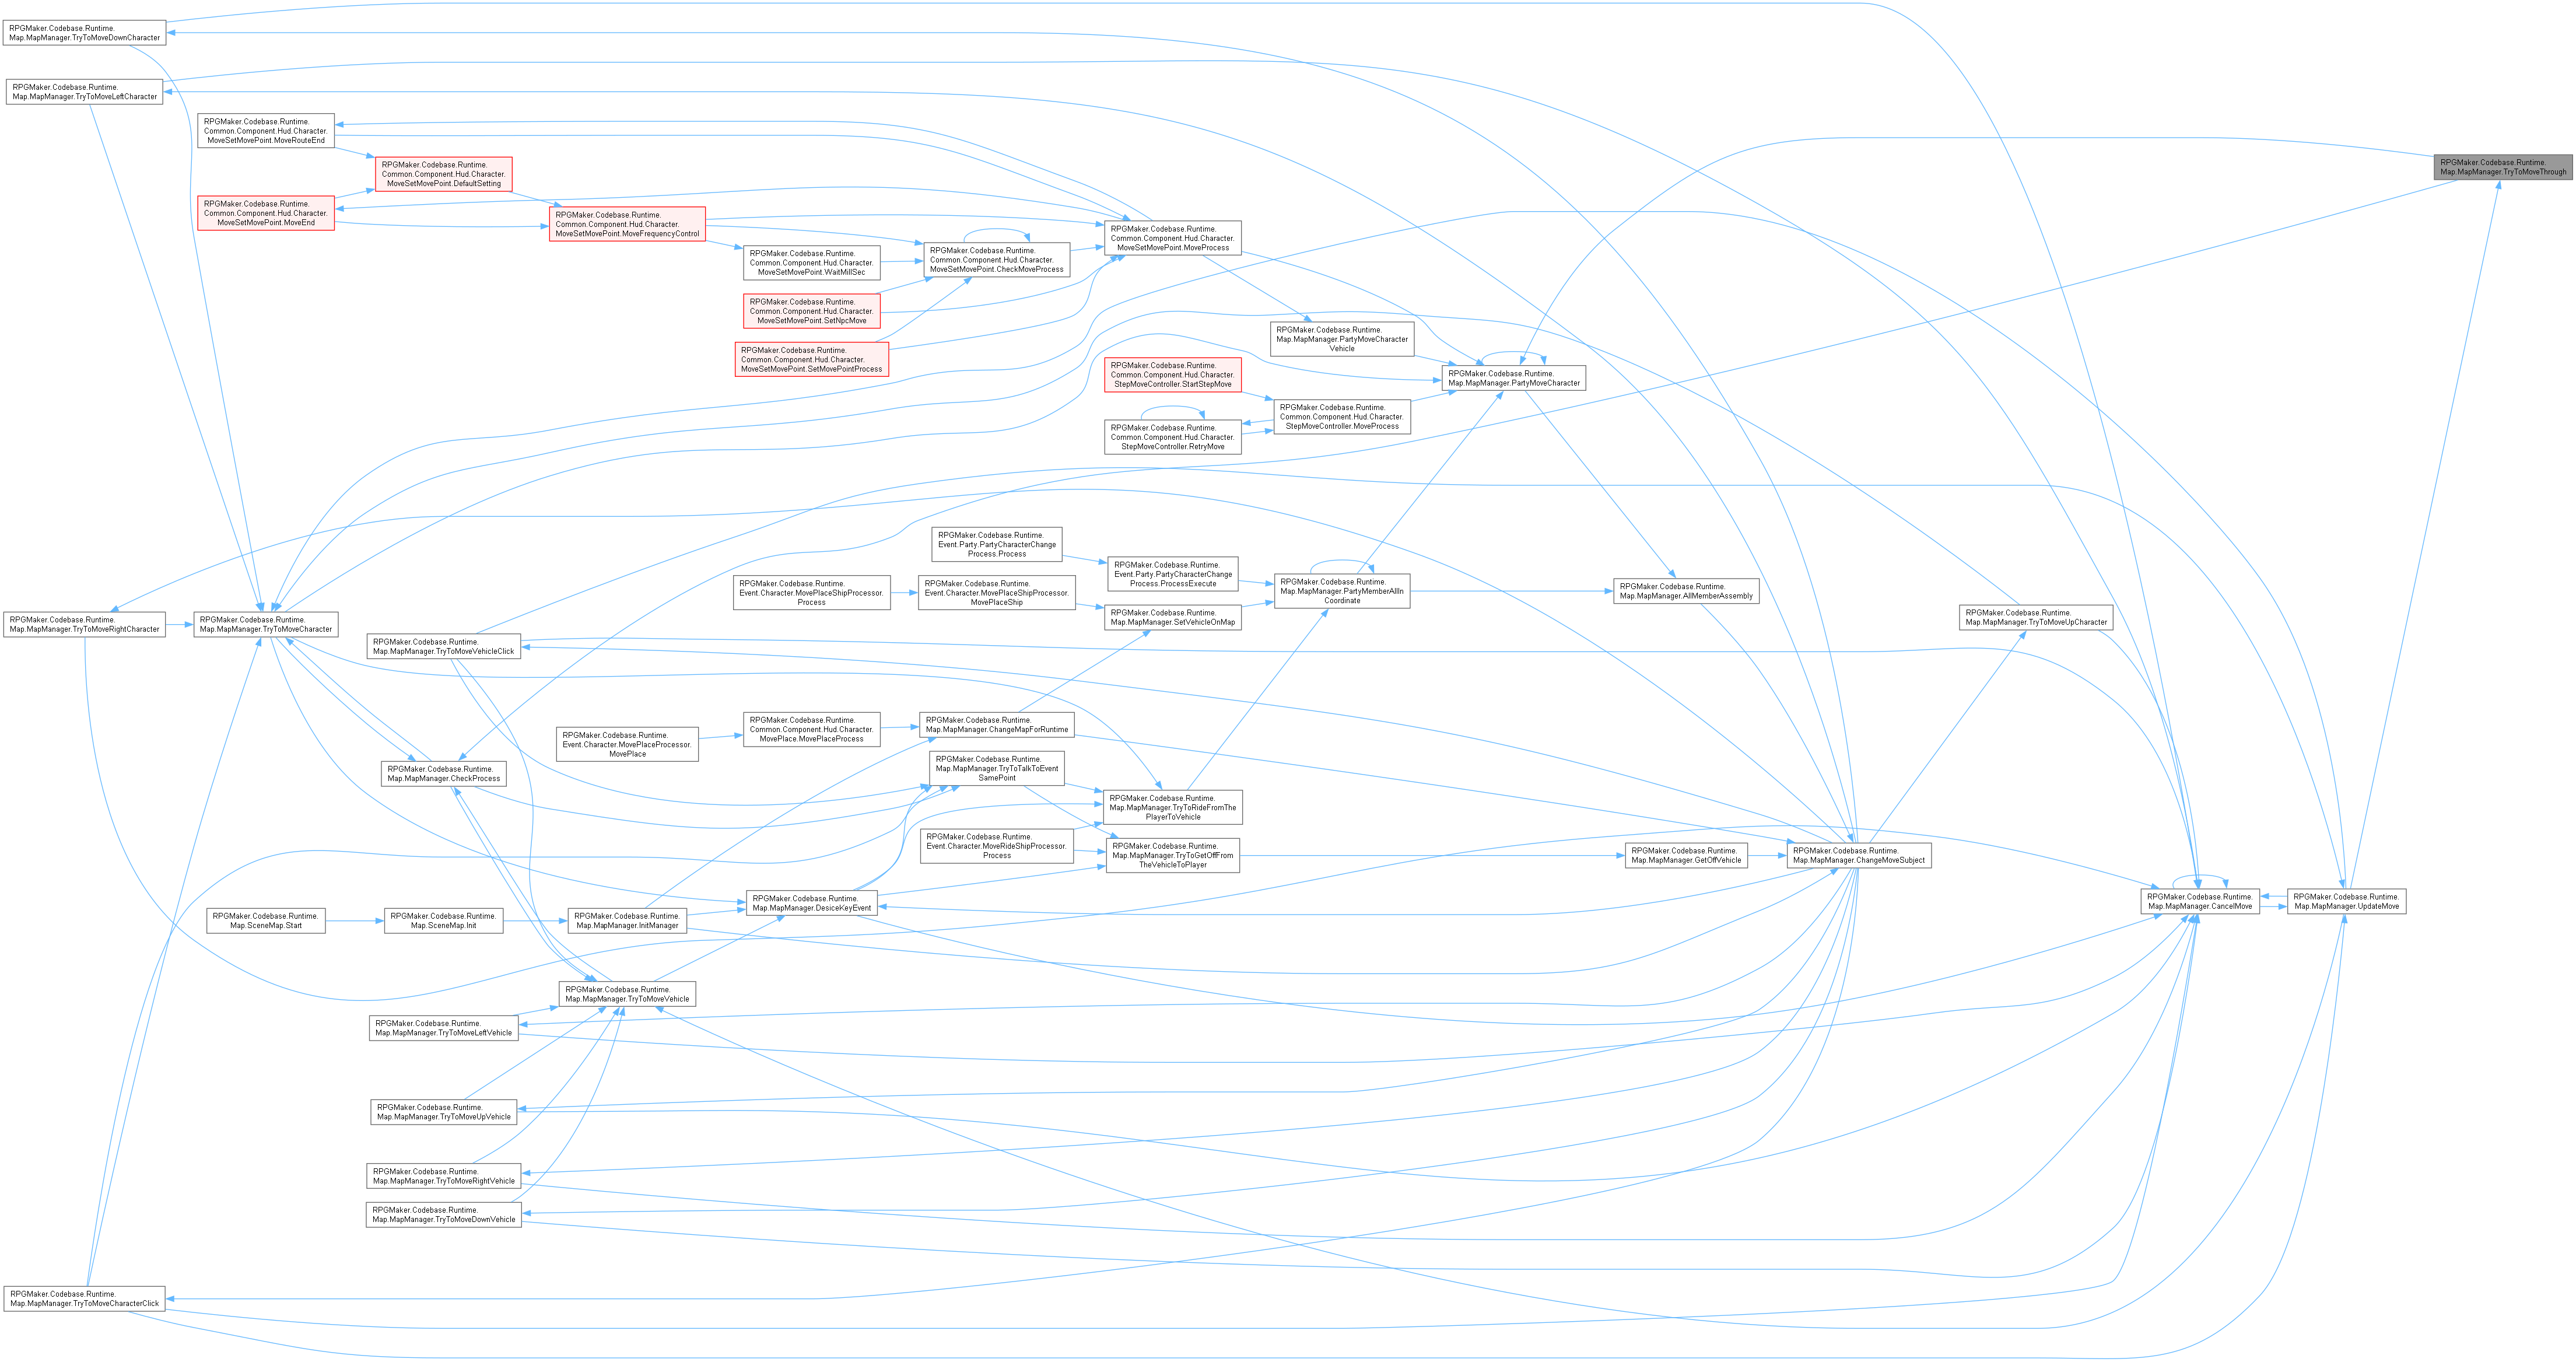 RPGMaker.Codebase.Runtime.
Map.MapManager.TryToMoveDownCharacter
RPGMaker.Codebase.Runtime.
Map.MapManager.TryToMoveLeftCharacter
RPGMaker.Codebase.Runtime.
Common.Component.Hud.Character.
MoveSetMovePoint.MoveRouteEnd
RPGMaker.Codebase.Runtime.
Common.Component.Hud.Character.
MoveSetMovePoint.DefaultSetting
RPGMaker.Codebase.Runtime.
Map.MapManager.TryToMoveThrough
RPGMaker.Codebase.Runtime.
Common.Component.Hud.Character.
MoveSetMovePoint.MoveEnd
RPGMaker.Codebase.Runtime.
Common.Component.Hud.Character.
MoveSetMovePoint.MoveFrequencyControl
RPGMaker.Codebase.Runtime.
Common.Component.Hud.Character.
MoveSetMovePoint.MoveProcess
RPGMaker.Codebase.Runtime.
Common.Component.Hud.Character.
MoveSetMovePoint.WaitMillSec
RPGMaker.Codebase.Runtime.
Common.Component.Hud.Character.
MoveSetMovePoint.CheckMoveProcess
RPGMaker.Codebase.Runtime.
Common.Component.Hud.Character.
MoveSetMovePoint.SetNpcMove
RPGMaker.Codebase.Runtime.
Common.Component.Hud.Character.
MoveSetMovePoint.SetMovePointProcess
RPGMaker.Codebase.Runtime.
Map.MapManager.PartyMoveCharacter
Vehicle
RPGMaker.Codebase.Runtime.
Common.Component.Hud.Character.
StepMoveController.StartStepMove
RPGMaker.Codebase.Runtime.
Map.MapManager.PartyMoveCharacter
RPGMaker.Codebase.Runtime.
Common.Component.Hud.Character.
StepMoveController.MoveProcess
RPGMaker.Codebase.Runtime.
Common.Component.Hud.Character.
StepMoveController.RetryMove
RPGMaker.Codebase.Runtime.
Event.Party.PartyCharacterChange
Process.Process
RPGMaker.Codebase.Runtime.
Event.Party.PartyCharacterChange
Process.ProcessExecute
RPGMaker.Codebase.Runtime.
Event.Character.MovePlaceShipProcessor.
Process
RPGMaker.Codebase.Runtime.
Event.Character.MovePlaceShipProcessor.
MovePlaceShip
RPGMaker.Codebase.Runtime.
Map.MapManager.PartyMemberAllIn
Coordinate
RPGMaker.Codebase.Runtime.
Map.MapManager.AllMemberAssembly
RPGMaker.Codebase.Runtime.
Map.MapManager.SetVehicleOnMap
RPGMaker.Codebase.Runtime.
Map.MapManager.TryToMoveUpCharacter
RPGMaker.Codebase.Runtime.
Map.MapManager.TryToMoveRightCharacter
RPGMaker.Codebase.Runtime.
Map.MapManager.TryToMoveCharacter
RPGMaker.Codebase.Runtime.
Map.MapManager.TryToMoveVehicleClick
RPGMaker.Codebase.Runtime.
Event.Character.MovePlaceProcessor.
MovePlace
RPGMaker.Codebase.Runtime.
Common.Component.Hud.Character.
MovePlace.MovePlaceProcess
RPGMaker.Codebase.Runtime.
Map.MapManager.ChangeMapForRuntime
RPGMaker.Codebase.Runtime.
Map.MapManager.CheckProcess
RPGMaker.Codebase.Runtime.
Map.MapManager.TryToTalkToEvent
SamePoint
RPGMaker.Codebase.Runtime.
Map.MapManager.TryToRideFromThe
PlayerToVehicle
RPGMaker.Codebase.Runtime.
Event.Character.MoveRideShipProcessor.
Process
RPGMaker.Codebase.Runtime.
Map.MapManager.TryToGetOffFrom
TheVehicleToPlayer
RPGMaker.Codebase.Runtime.
Map.MapManager.GetOffVehicle
RPGMaker.Codebase.Runtime.
Map.MapManager.ChangeMoveSubject
RPGMaker.Codebase.Runtime.
Map.MapManager.CancelMove
RPGMaker.Codebase.Runtime.
Map.MapManager.UpdateMove
RPGMaker.Codebase.Runtime.
Map.SceneMap.Start
RPGMaker.Codebase.Runtime.
Map.SceneMap.Init
RPGMaker.Codebase.Runtime.
Map.MapManager.InitManager
RPGMaker.Codebase.Runtime.
Map.MapManager.DesiceKeyEvent
RPGMaker.Codebase.Runtime.
Map.MapManager.TryToMoveVehicle
RPGMaker.Codebase.Runtime.
Map.MapManager.TryToMoveLeftVehicle
RPGMaker.Codebase.Runtime.
Map.MapManager.TryToMoveUpVehicle
RPGMaker.Codebase.Runtime.
Map.MapManager.TryToMoveRightVehicle
RPGMaker.Codebase.Runtime.
Map.MapManager.TryToMoveDownVehicle
RPGMaker.Codebase.Runtime.
Map.MapManager.TryToMoveCharacterClick